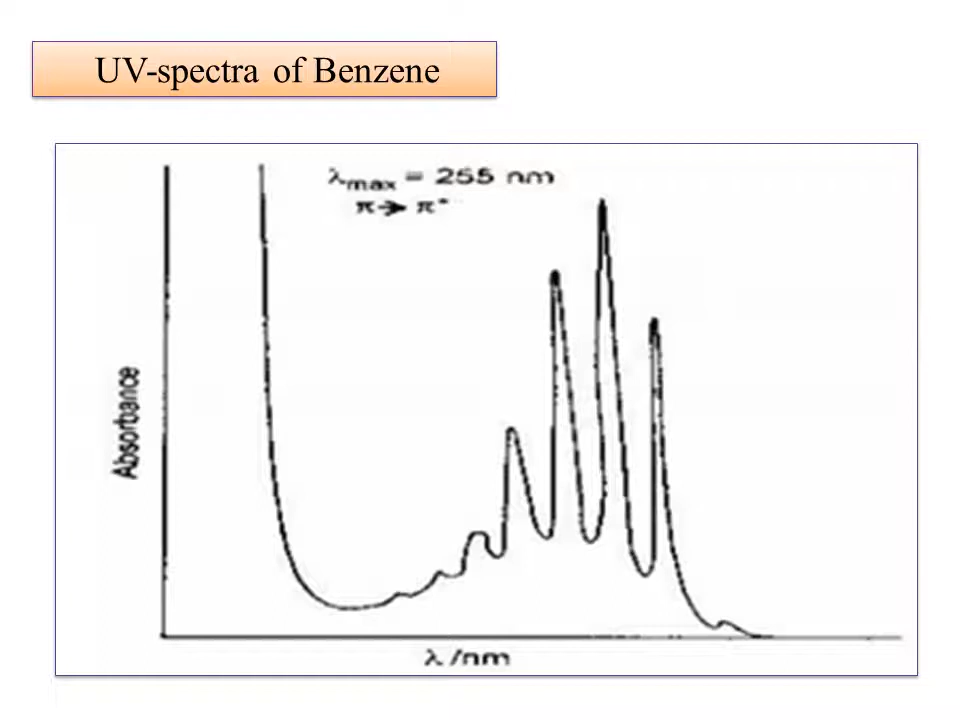 UV-spectra of Benzene
λmax = 255 nm
π→ π*
Absorbance
λ /nm